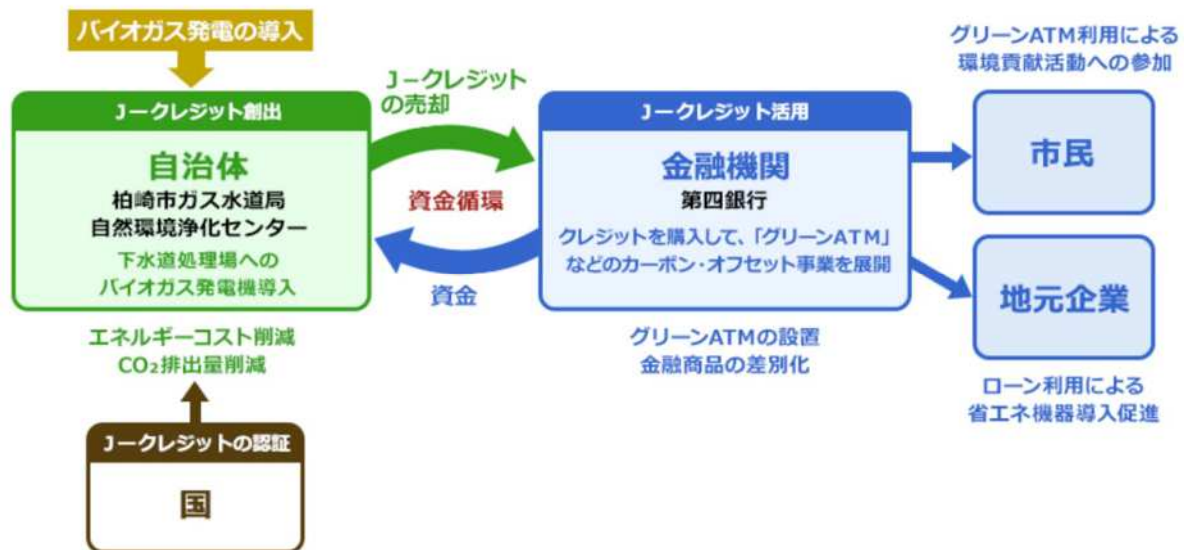 バイオガス発電の導入
J－クレジット創出
自治体
柏崎市ガス水道局
自然環境浄化センター
下水道処理場への
バイオガス発電機導入
エネルギーコスト削減
CO₂排出量削減
J－クレジットの認証
国
J－クレジット
の売却
資金循環
資金
J－クレジット活用
金融機関
第四銀行
クレジットを購入して、「グリーンATM」
などのカーボン・オフセット事業を展開
グリーンATMの設置
金融商品の差別化
グリーンATM利用による
環境貢献活動への参加
市民
地元企業
ローン利用による
省エネ機器導入促進